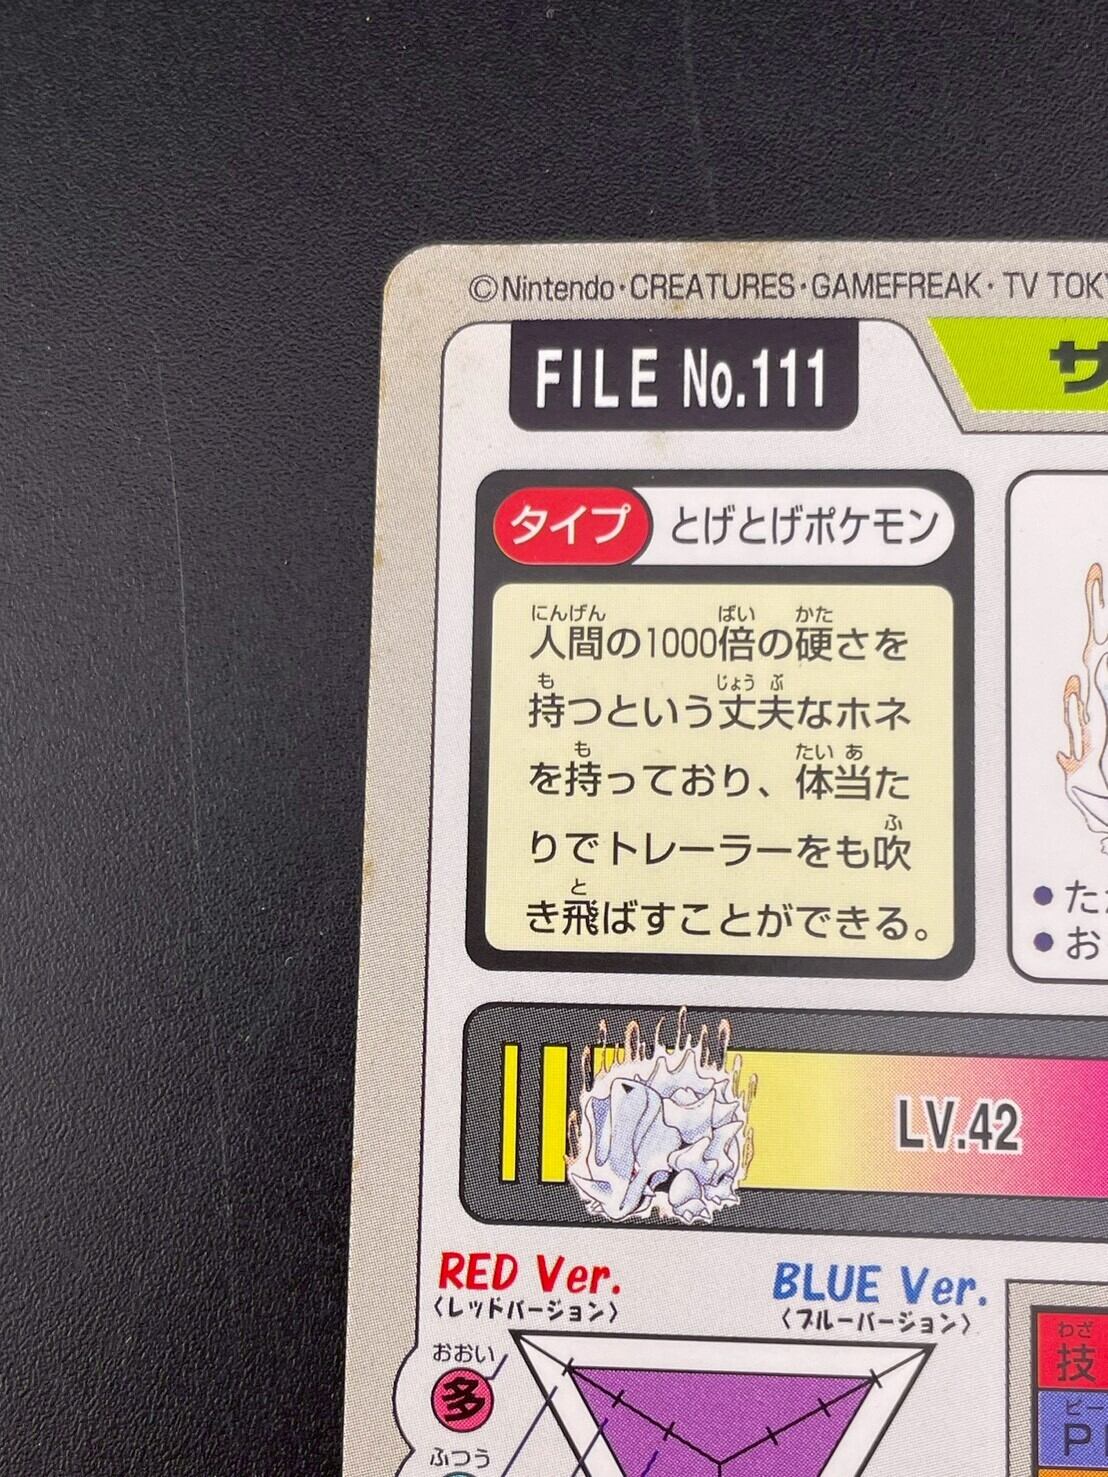 ©Nintendo・CREATURES・GAMEFREAK・TV TOK
FILE No.111
サ
タイプ とげとげポケモン
にんげん ばい かた
人間の1000倍の硬さを
も じょうぶ
持つという丈夫なホネ
も たいあ
を持っており、体当た
ふ
りでトレーラーをも吹
と
き飛ばすことができる。
●た
●お
LV.42
RED Ver.
〈レッドバージョン〉
BLUE Ver.
〈ブルーバージョン〉
おおい
多
ふつう
わざ
技
ピー
P